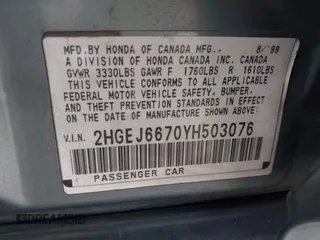 MFD.BY HONDA OF CANADA MFG., 8/'99
A DIVISION OF HONDA CANADA INC. CANADA
GVWR 3330LBS GAWR F 1760LBS R 1610LBS
THIS VEHICLE CONFORMS TO ALL APPLICABLE
FEDERAL MOTOR VEHICLE SAFETY, BUMPER,
AND THEFT PREVENTION STANDARDS IN
EFFECT ON THE DATE OF MANUFACTURE
SHOWN ABOVE.
V.I.N. 2HGEJ6670YH503076
PASSENGER CAR
DREAMBID